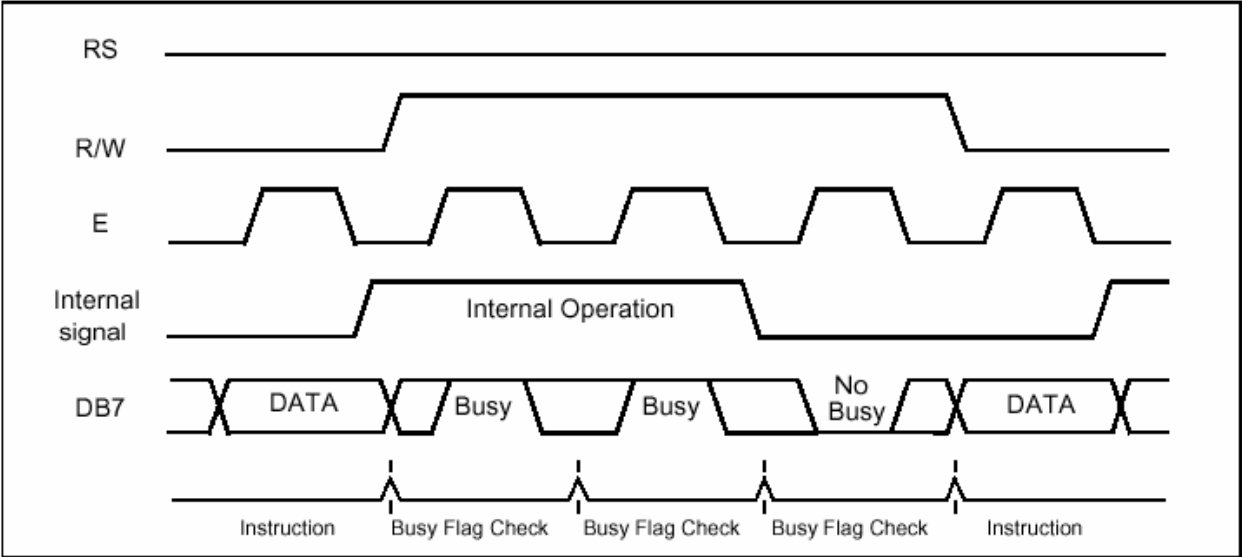 RS
R/W
E
Internal
signal
Internal Operation
DB7
DATA
Busy
Busy
No
Busy
DATA
Instruction
Busy Flag Check
Busy Flag Check
Busy Flag Check
Instruction